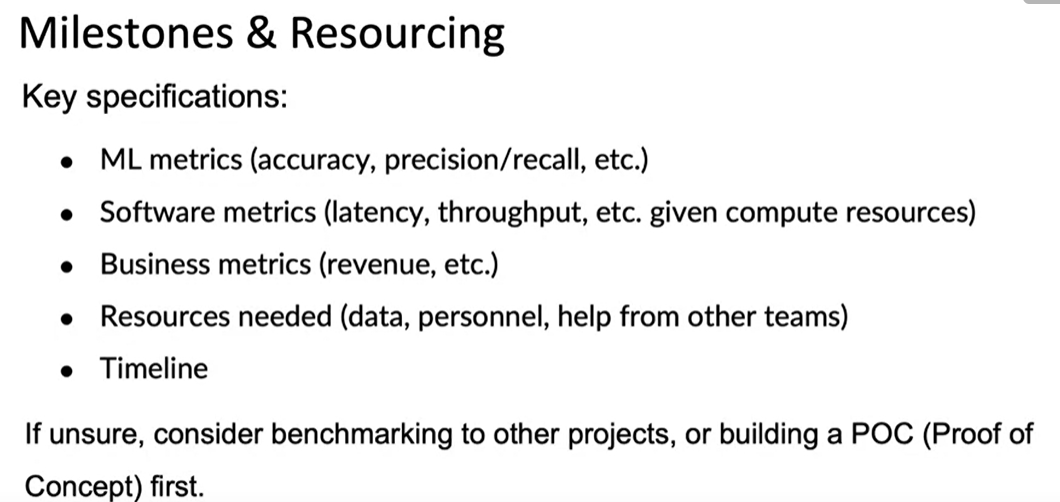 Milestones & Resourcing
Key specifications:
• ML metrics (accuracy, precision/recall, etc.)
• Software metrics (latency, throughput, etc. given compute resources)
• Business metrics (revenue, etc.)
• Resources needed (data, personnel, help from other teams)
• Timeline
If unsure, consider benchmarking to other projects, or building a POC (Proof of
Concept) first.